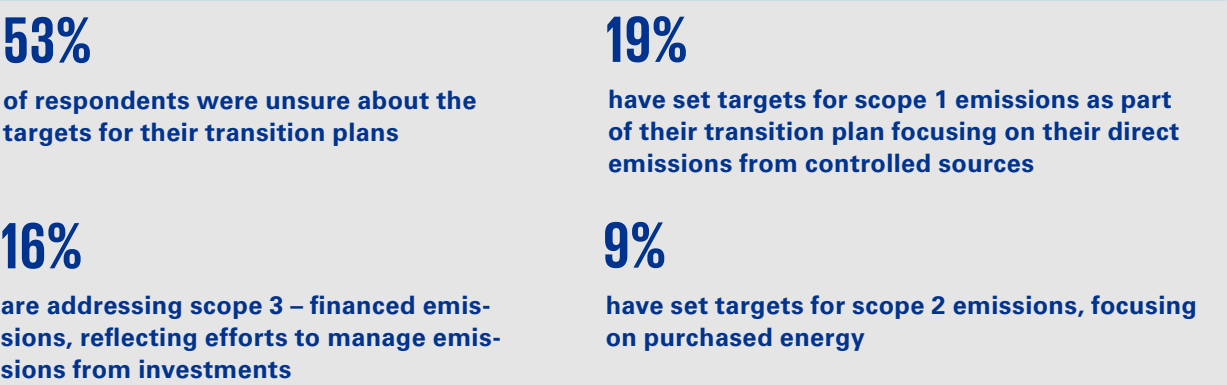 53%
of respondents were unsure about the
targets for their transition plans
19%
have set targets for scope 1 emissions as part
of their transition plan focusing on their direct
emissions from controlled sources
16%
are addressing scope 3 – financed emis-
sions, reflecting efforts to manage emis-
sions from investments
9%
have set targets for scope 2 emissions, focusing
on purchased energy